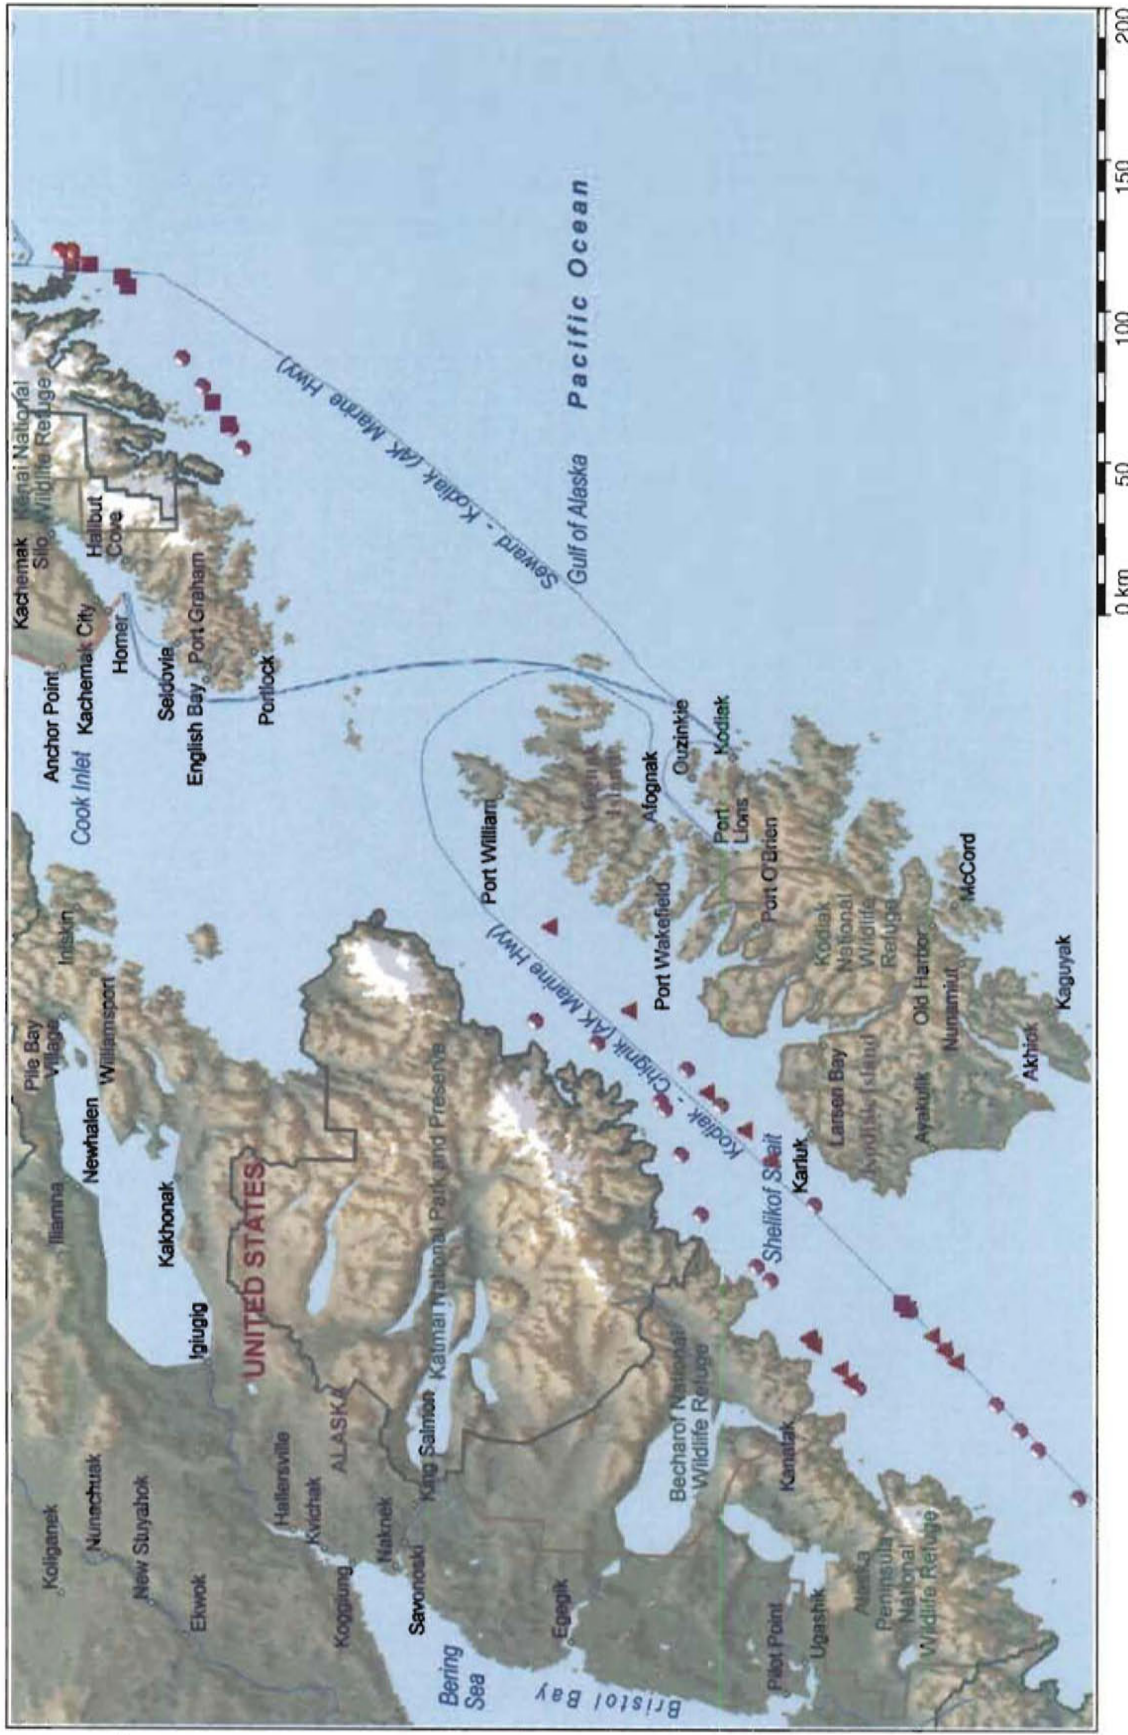 Koliganek
Nunachuak
New Stuyahok
Ekwok
Iliamna
Newhalen
Pile Bay
Village
Williamsport
Iniskin
Kakhonak
Igiugig
UNITED STATES
Hallersville
Kvichak
ALASKA
Koggiung
Naknek
King Salmon
Savonoski
Katmai National Park and Preserve
Bering
Sea
Egegik
Bristol Bay
Becharof National
Wildlife Refuge
Pilot Point
Ugashik
Kanatak
Alaska
Peninsula
National
Wildlife Refuge
Cook Inlet
Anchor Point
Kachemak City
Kachemak
Silo
Kenai National
Wildlife Refuge
Halibut
Cove
Homer
Seldovia
English Bay
Port Graham
Portlock
Seward - Kodiak (AK Marine Hwy)
Gulf of Alaska
Pacific Ocean
Port William
Kodiak - Chignik (AK Marine Hwy)
Afognak
Island
Afognak
Ouzinkie
Kodiak
Port Wakefield
Port
Lions
Port O'Brien
Kodiak
National
Wildlife
Refuge
Shelikof Strait
Karluk
Larsen Bay
Kodiak Island
Ayakulik
Old Harbor
Nunamiut
McCord
Akhiok
Kaguyak
0 km
50
100
150
200